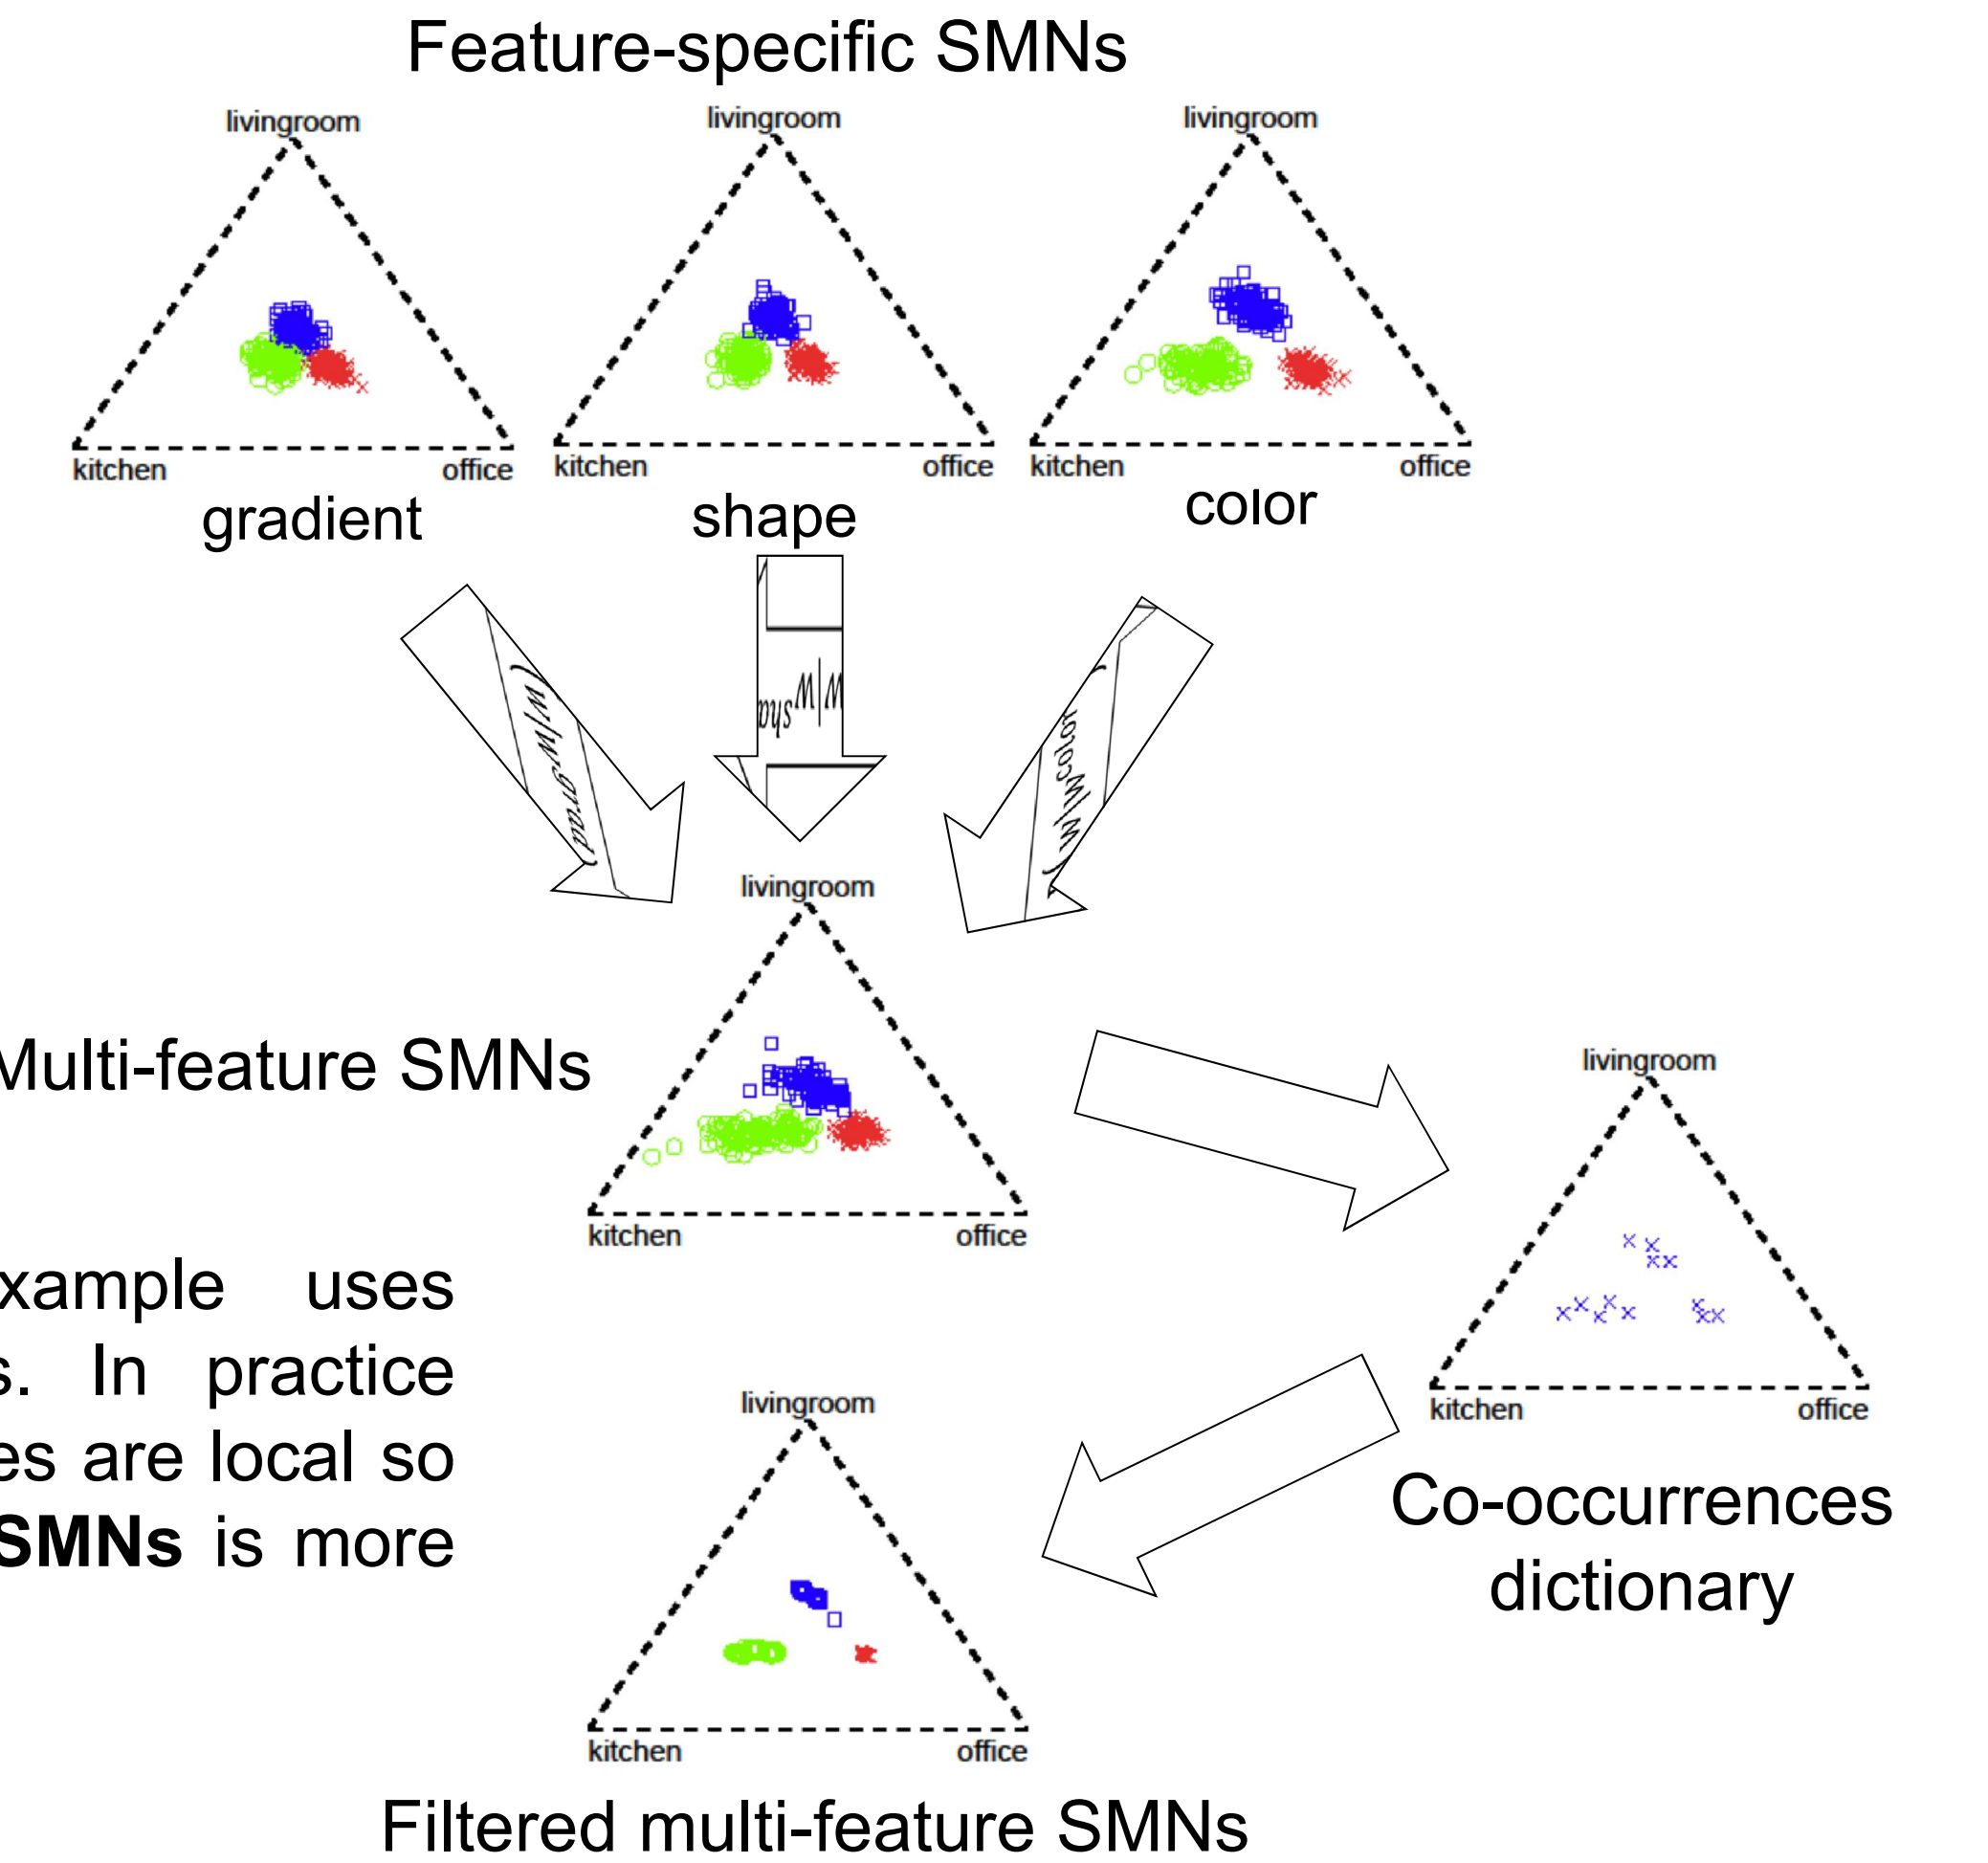 Feature-specific SMNs
livingroom
livingroom
livingroom
kitchen office
kitchen office
kitchen office
gradient
shape
color
livingroom
Multi-feature SMNs
kitchen office
livingroom
kitchen office
Co-occurrences
dictionary
uses
s. In practice
es are local so
SMNs is more
livingroom
kitchen office
Filtered multi-feature SMNs